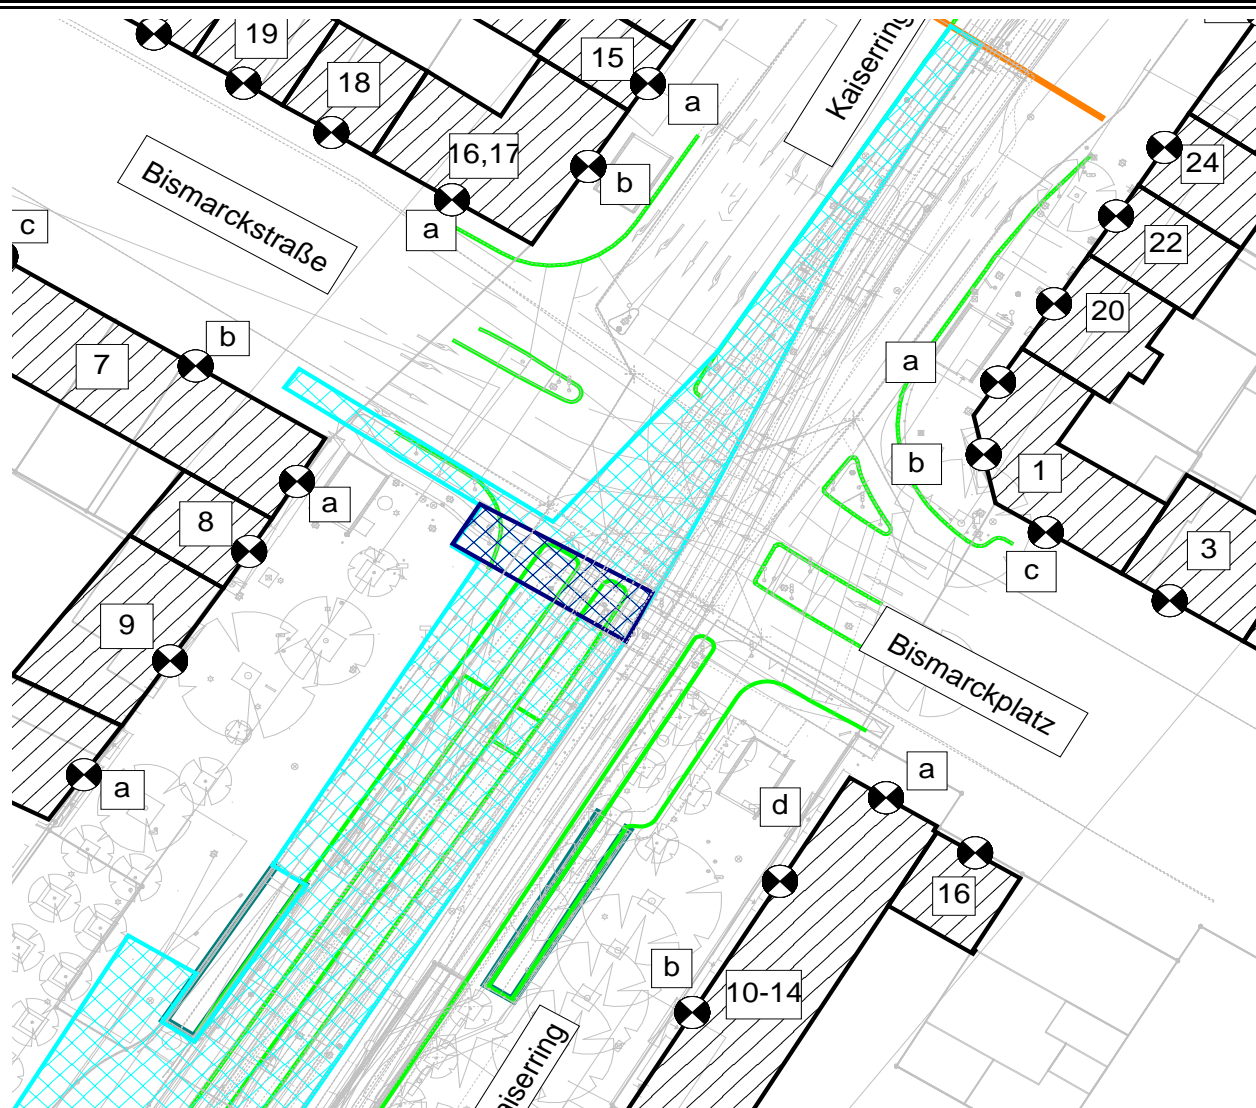 19
15
Kaiserring
18
a
16,17
24
b
Bismarckstraße
a
c
22
20
b
7
a
b
1
a
8
3
c
9
Bismarckplatz
a
a
d
16
b
10-14
aiserring